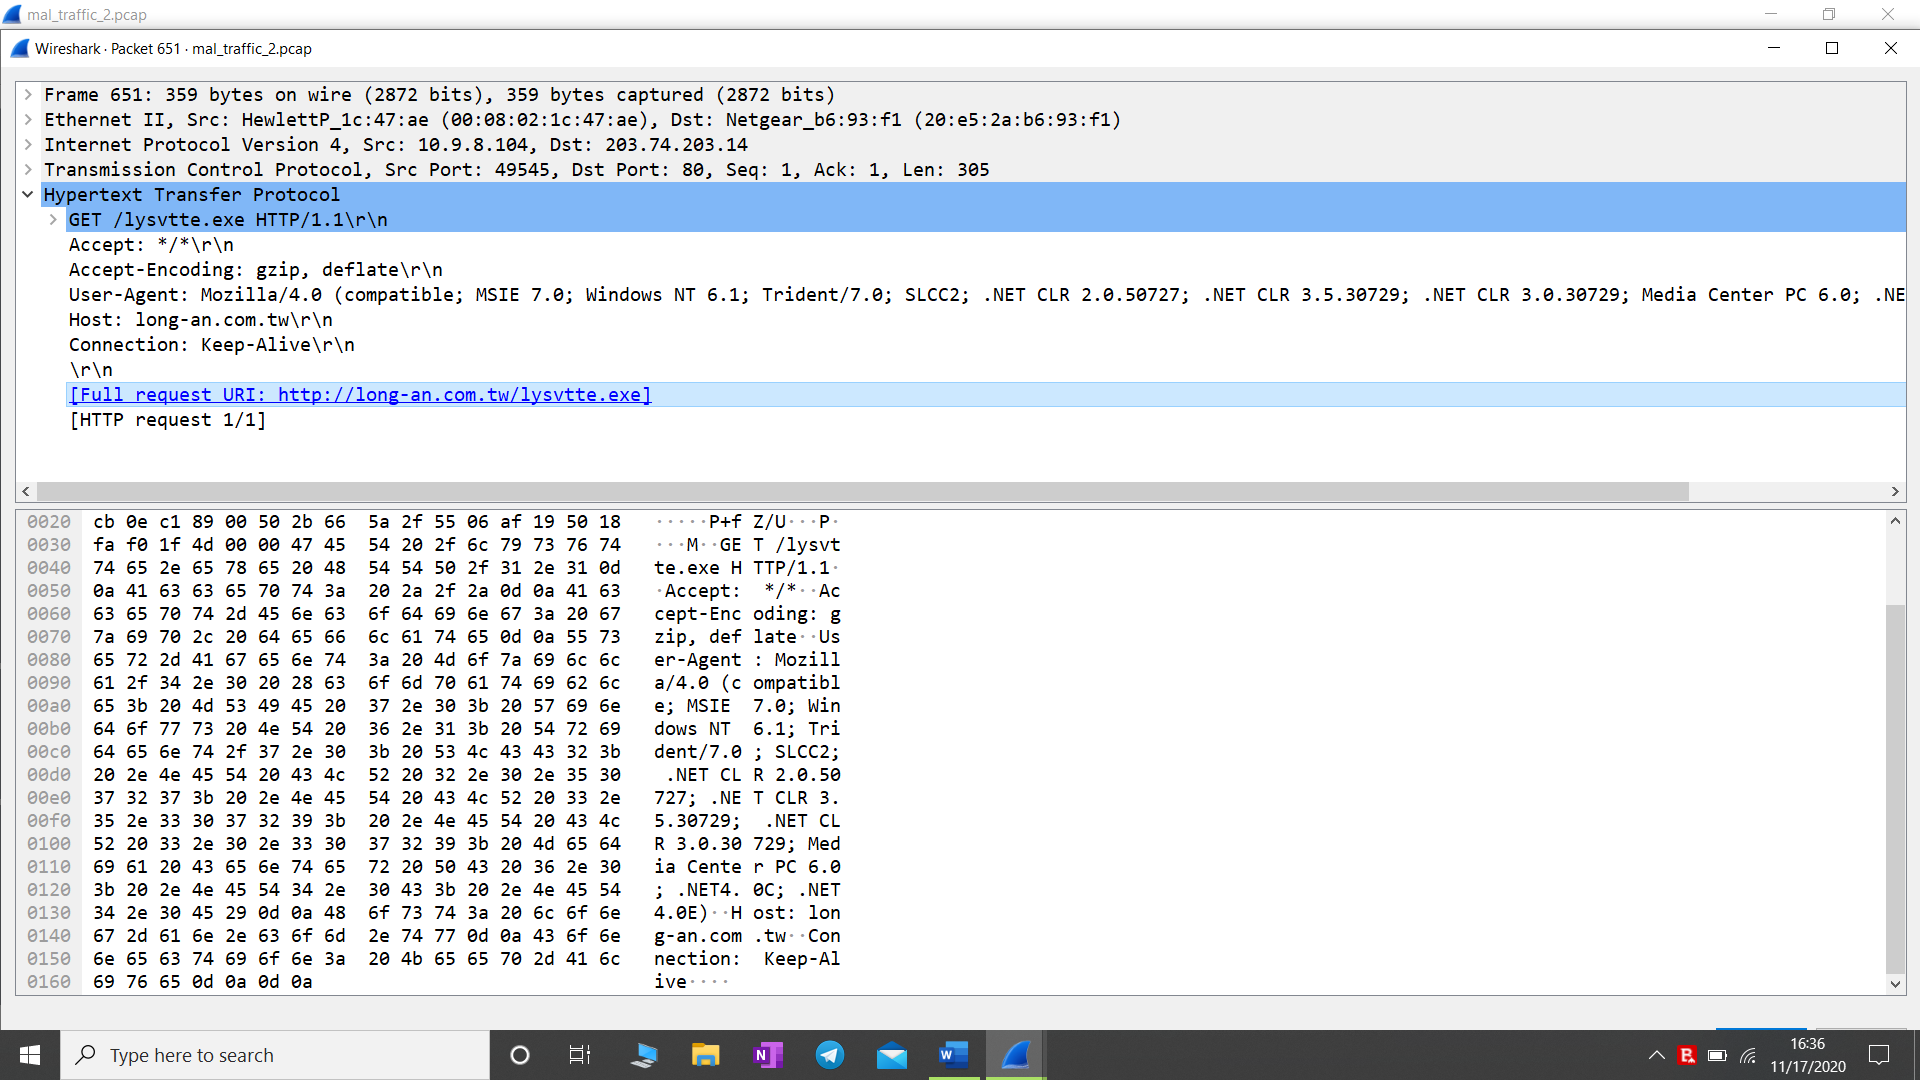 mal_traffic_2.pcap
Wireshark · Packet 651 · mal_traffic_2.pcap
Frame 651: 359 bytes on wire (2872 bits), 359 bytes captured (2872 bits)
Ethernet II, Src: HewlettP_1c:47:ae (00:08:02:1c:47:ae), Dst: Netgear_b6:93:f1 (20:e5:2a:b6:93:f1)
Internet Protocol Version 4, Src: 10.9.8.104, Dst: 203.74.203.14
Transmission Control Protocol, Src Port: 49545, Dst Port: 80, Seq: 1, Ack: 1, Len: 305
Hypertext Transfer Protocol
GET /lysvtte.exe HTTP/1.1\r\n
Accept: */*\r\n
Accept-Encoding: gzip, deflate\r\n
User-Agent: Mozilla/4.0 (compatible; MSIE 7.0; Windows NT 6.1; Trident/7.0; SLCC2; .NET CLR 2.0.50727; .NET CLR 3.5.30729; .NET CLR 3.0.30729; Media Center PC 6.0; .NE
Host: long-an.com.tw\r\n
Connection: Keep-Alive\r\n
\r\n
[Full request URI: http://long-an.com.tw/lysvtte.exe]
[HTTP request 1/1]
0020 cb 0e c1 89 00 50 2b 66 5a 2f 55 06 af 19 50 18 ·····P+f Z/U···P·
0030 fa f0 1f 4d 00 00 47 45 54 20 2f 6c 79 73 76 74 ···M··GE T /lysvt
0040 74 65 2e 65 78 65 20 48 54 54 50 2f 31 2e 31 0d te.exe H TTP/1.1·
0050 0a 41 63 63 65 70 74 3a 20 2a 2f 2a 0d 0a 41 63 ·Accept: */*··Ac
0060 63 65 70 74 2d 45 6e 63 6f 64 69 6e 67 3a 20 67 cept-Enc oding: g
0070 7a 69 70 2c 20 64 65 66 6c 61 74 65 0d 0a 55 73 zip, def late··Us
0080 65 72 2d 41 67 65 6e 74 3a 20 4d 6f 7a 69 6c 6c er-Agent : Mozill
0090 61 2f 34 2e 30 20 28 63 6f 6d 70 61 74 69 62 6c a/4.0 (c ompatibl
00a0 65 3b 20 4d 53 49 45 20 37 2e 30 3b 20 57 69 6e e; MSIE 7.0; Win
00b0 64 6f 77 73 20 4e 54 20 36 2e 31 3b 20 54 72 69 dows NT 6.1; Tri
00c0 64 65 6e 74 2f 37 2e 30 3b 20 53 4c 43 43 32 3b dent/7.0 ; SLCC2;
00d0 20 2e 4e 45 54 20 43 4c 52 20 32 2e 30 2e 35 30 .NET CL R 2.0.50
00e0 37 32 37 3b 20 2e 4e 45 54 20 43 4c 52 20 33 2e 727; .NE T CLR 3.
00f0 35 2e 33 30 37 32 39 3b 20 2e 4e 45 54 20 43 4c 5.30729; .NET CL
0100 52 20 33 2e 30 2e 33 30 37 32 39 3b 20 4d 65 64 R 3.0.30 729; Med
0110 69 61 20 43 65 6e 74 65 72 20 50 43 20 36 2e 30 ia Cente r PC 6.0
0120 3b 20 2e 4e 45 54 34 2e 30 43 3b 20 2e 4e 45 54 ; .NET4. 0C; .NET
0130 34 2e 30 45 29 0d 0a 48 6f 73 74 3a 20 6c 6f 6e 4.0E)··H ost: lon
0140 67 2d 61 6e 2e 63 6f 6d 2e 74 77 0d 0a 43 6f 6e g-an.com .tw··Con
0150 6e 65 63 74 69 6f 6e 3a 20 4b 65 65 70 2d 41 6c nection: Keep-Al
0160 69 76 65 0d 0a 0d 0a ive····
Type here to search
16:36
11/17/2020